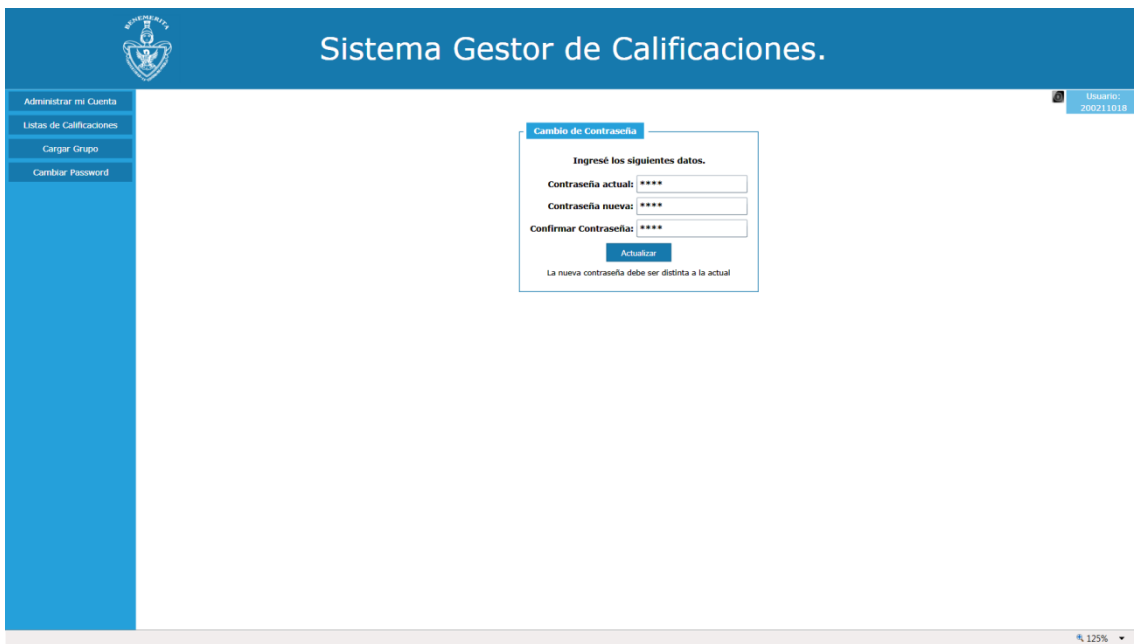 BENEMERITA
Sistema Gestor de Calificaciones.
Administrar mi Cuenta
Listas de Calificaciones
Cargar Grupo
Cambiar Password
Usuario:
200211018
Cambio de Contraseña
Ingresé los siguientes datos.
Contraseña actual: ****
Contraseña nueva: ****
Confirmar Contraseña: ****
Actualizar
La nueva contraseña debe ser distinta a la actual
125%